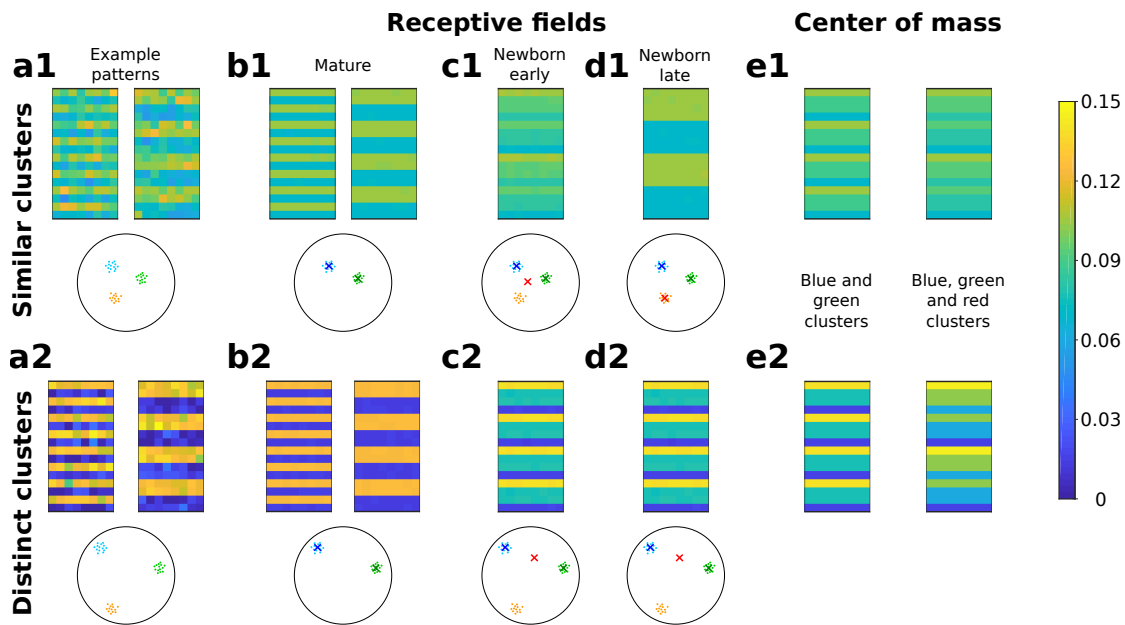 Receptive fields
Center of mass
a1
Example
patterns
b1
Mature
c1
Newborn
early
d1
Newborn
late
e1
Similar clusters
Blue and
green
clusters
Blue, green
and red
clusters
a2
b2
c2
d2
e2
Distinct clusters
0.15
0.12
0.09
0.06
0.03
0